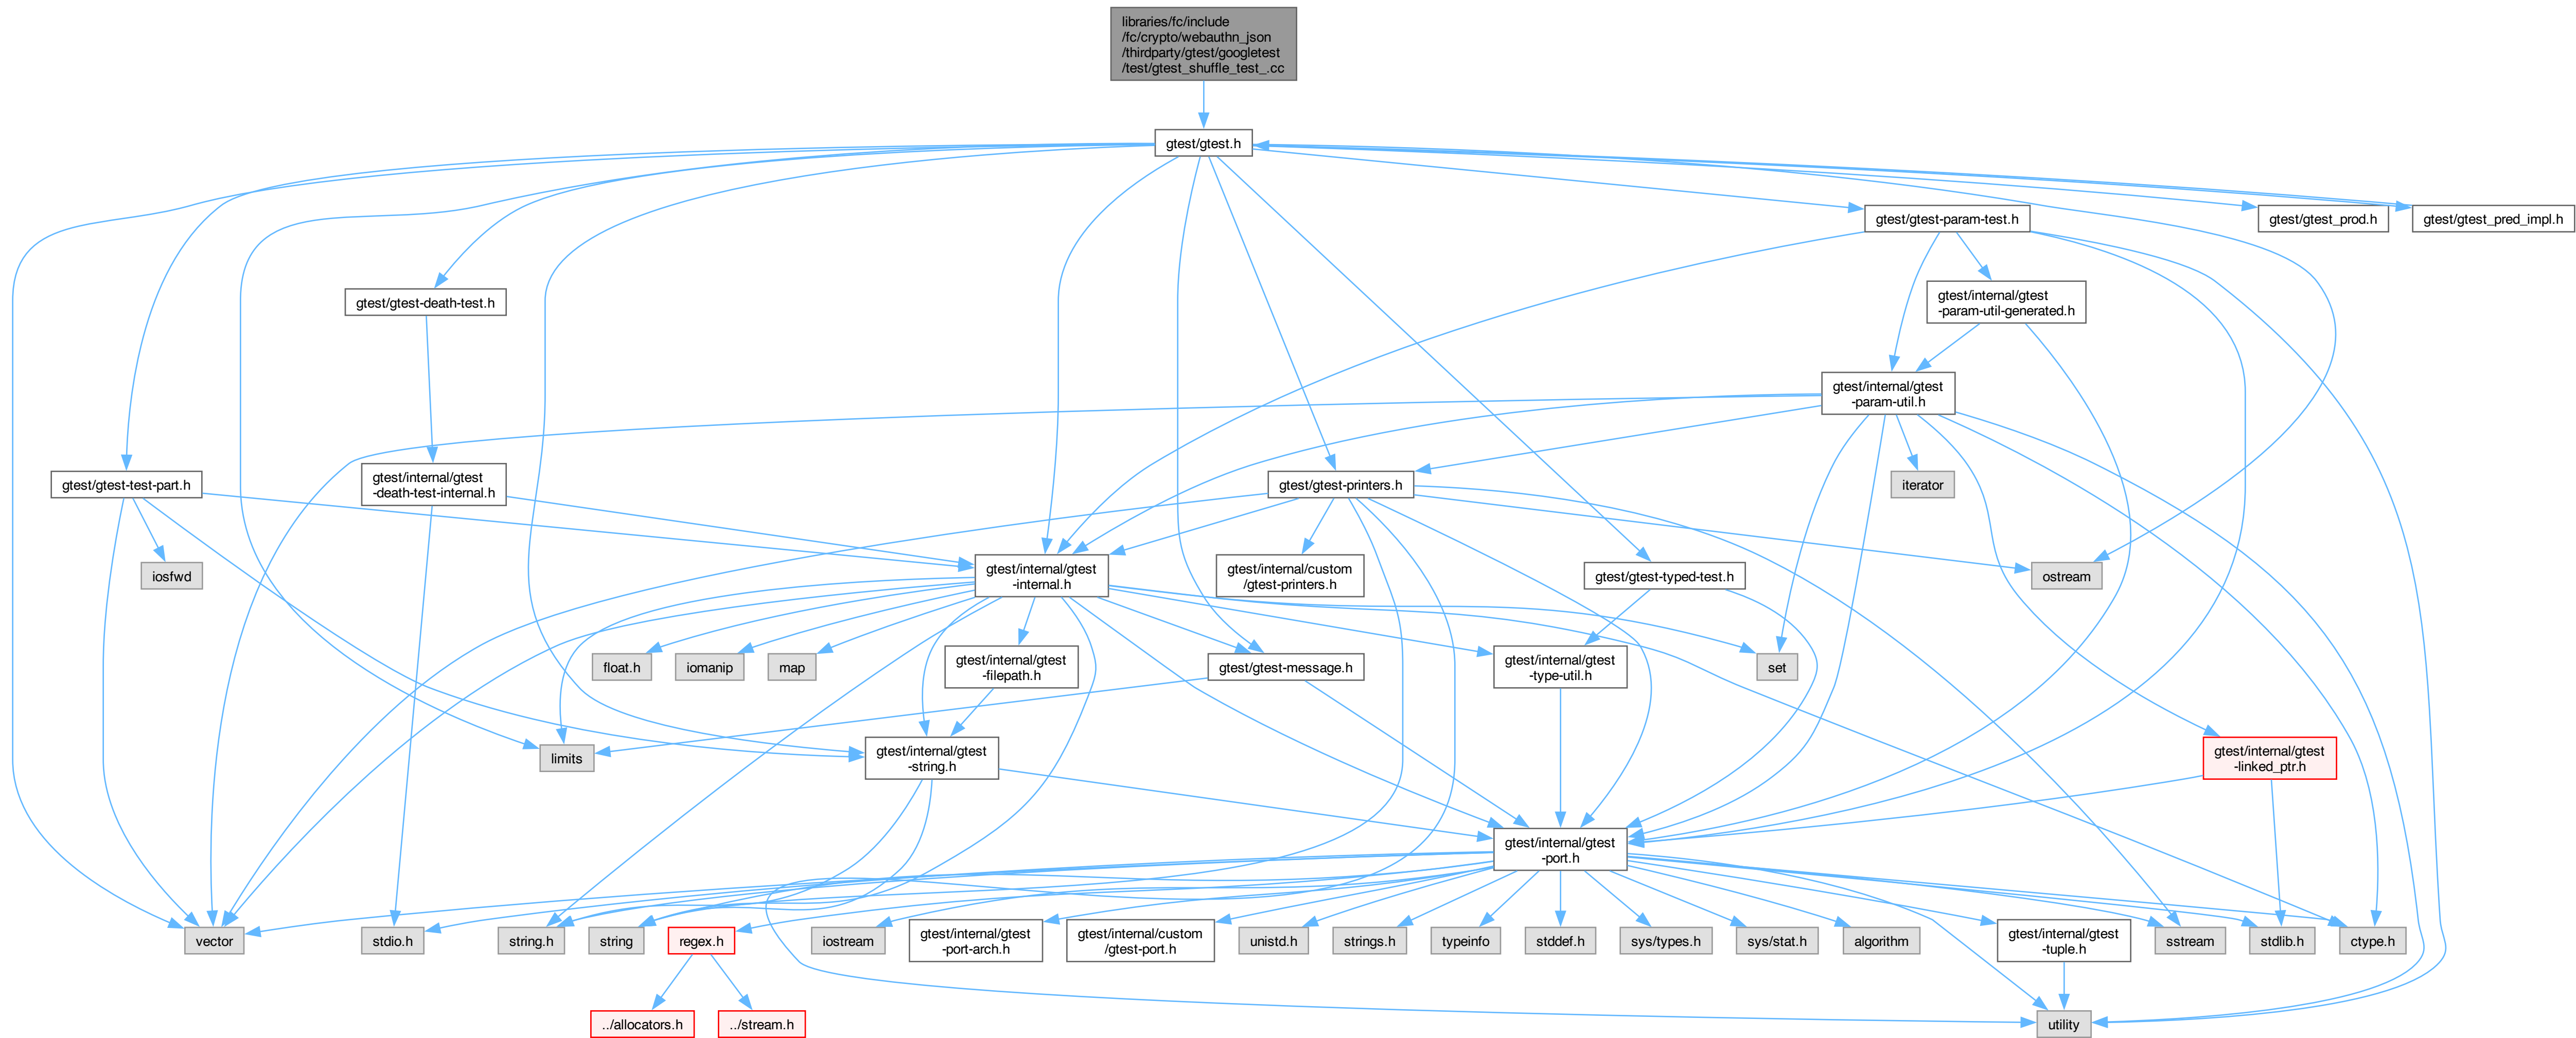 libraries/fc/include
/fc/crypto/webauthn_json
/thirdparty/gtest/googletest
/test/gtest_shuffle_test_.cc
gtest/gtest.h
gtest/gtest-param-test.h
gtest/gtest_prod.h
gtest/gtest_pred_impl.h
gtest/gtest-death-test.h
gtest/internal/gtest
-param-util-generated.h
gtest/internal/gtest
-param-util.h
gtest/gtest-test-part.h
gtest/internal/gtest
-death-test-internal.h
gtest/gtest-printers.h
iterator
iosfwd
gtest/internal/gtest
-internal.h
gtest/internal/custom
/gtest-printers.h
gtest/gtest-typed-test.h
ostream
float.h
iomanip
map
gtest/internal/gtest
-filepath.h
gtest/gtest-message.h
gtest/internal/gtest
-type-util.h
set
limits
gtest/internal/gtest
-string.h
gtest/internal/gtest
-linked_ptr.h
gtest/internal/gtest
-port.h
vector
stdio.h
string.h
string
regex.h
iostream
gtest/internal/gtest
-port-arch.h
gtest/internal/custom
/gtest-port.h
unistd.h
strings.h
typeinfo
stddef.h
sys/types.h
sys/stat.h
algorithm
gtest/internal/gtest
-tuple.h
sstream
stdlib.h
ctype.h
../allocators.h
../stream.h
utility